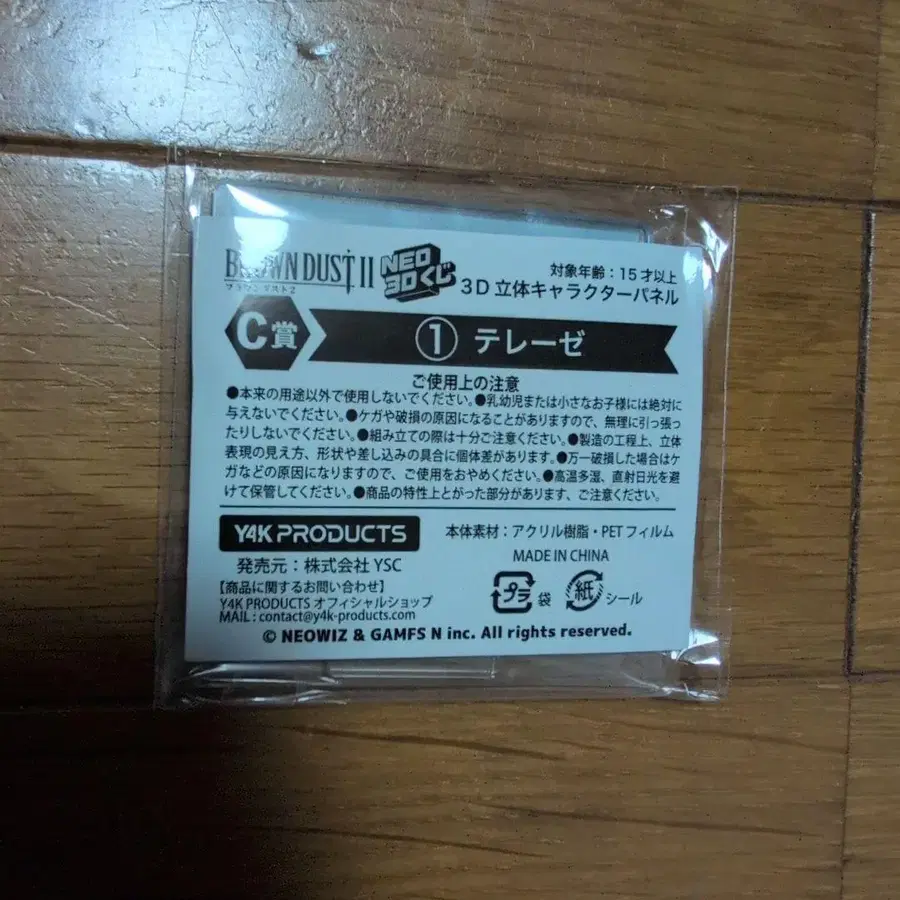 BROWN DUST II
ブラウンダスト2
NEO
3Dくじ
対象年齢：15才以上
3D立体キャラクターパネル
C賞
① テレーゼ
ご使用上の注意
●本来の用途以外で使用しないでください。●乳幼児または小さなお子様には絶対に
与えないでください。●ケガや破損の原因になることがありますので、無理に引っ張っ
たりしないでください。●組み立ての際は十分ご注意ください。●製造の工程上、立体
表現の見え方、形状や差し込みの具合に個体差があります。●万一破損した場合はケ
ガなどの原因になりますので、ご使用をおやめください。●高温多湿、直射日光を避
けて保管してください。●商品の特性上とがった部分があります、ご注意ください。
Y4K PRODUCTS
本体素材：アクリル樹脂・PETフィルム
発売元：株式会社 YSC
MADE IN CHINA
【商品に関するお問い合わせ】
Y4K PRODUCTS オフィシャルショップ
MAIL : contact@y4k-products.com
プラ 袋
紙 シール
© NEOWIZ & GAMFS N inc. All rights reserved.